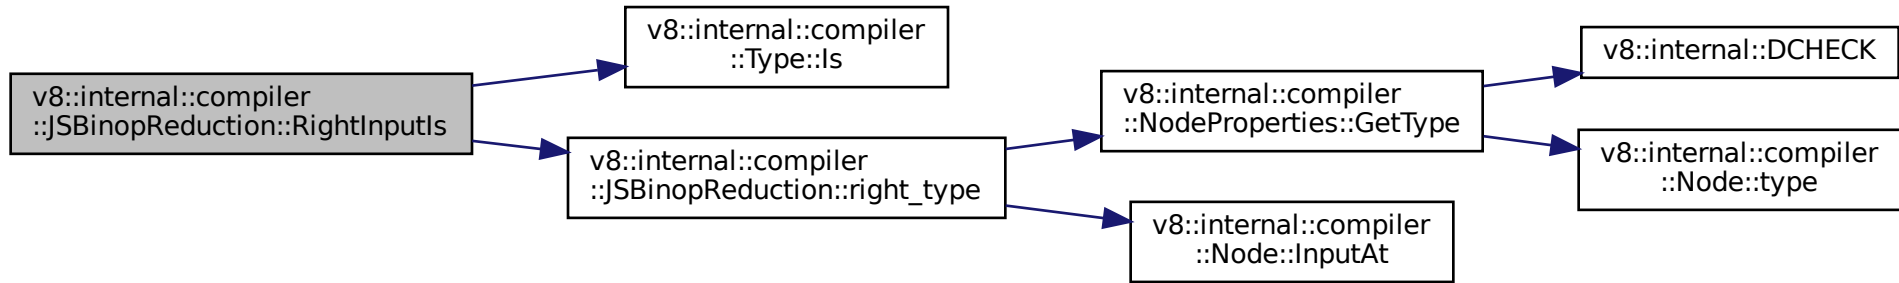 v8::internal::compiler
::JSBinopReduction::RightInputIs
v8::internal::compiler
::Type::Is
v8::internal::compiler
::JSBinopReduction::right_type
v8::internal::compiler
::NodeProperties::GetType
v8::internal::compiler
::Node::InputAt
v8::internal::DCHECK
v8::internal::compiler
::Node::type